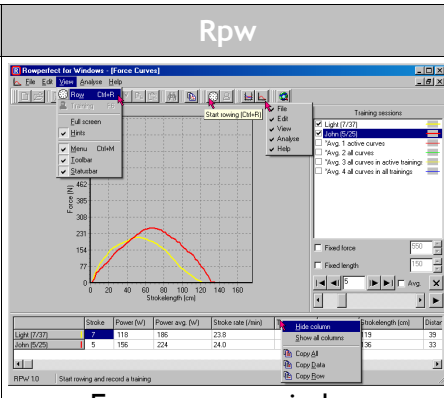 Rpw
Rowperfect for Windows - [Force Curves]
File Edit View Analyse Help
Row Ctrl+R
Training
Full screen
Hints
Menu Ctrl+M
Toolbar
Statusbar
Start rowing (Ctrl+R)
File
Edit
View
Analyse
Help
Training sessions
Light (7/37)
John (5/25)
"Avg. 1 active curves
"Avg. 2 all curves
"Avg. 3 all curves in active trainings
"Avg. 4 all curves in all trainings
Force (N)
462
385
308
231
154
77
0
0 20 40 60 80 100 120 140 160
Strokelength (cm)
Fixed force 550
Fixed length 150
5 Avg.
Stroke Power (W) Power avg. (W) Stroke rate (/min) Strokelength (cm) Distan
Light (7/37) 7 118 186 23.8 119 39
John (5/25) 5 156 224 24.0 136 33
Hide column
Show all columns
Copy All
Copy Data
Copy Row
RPW 1.0 Start rowing and record a training